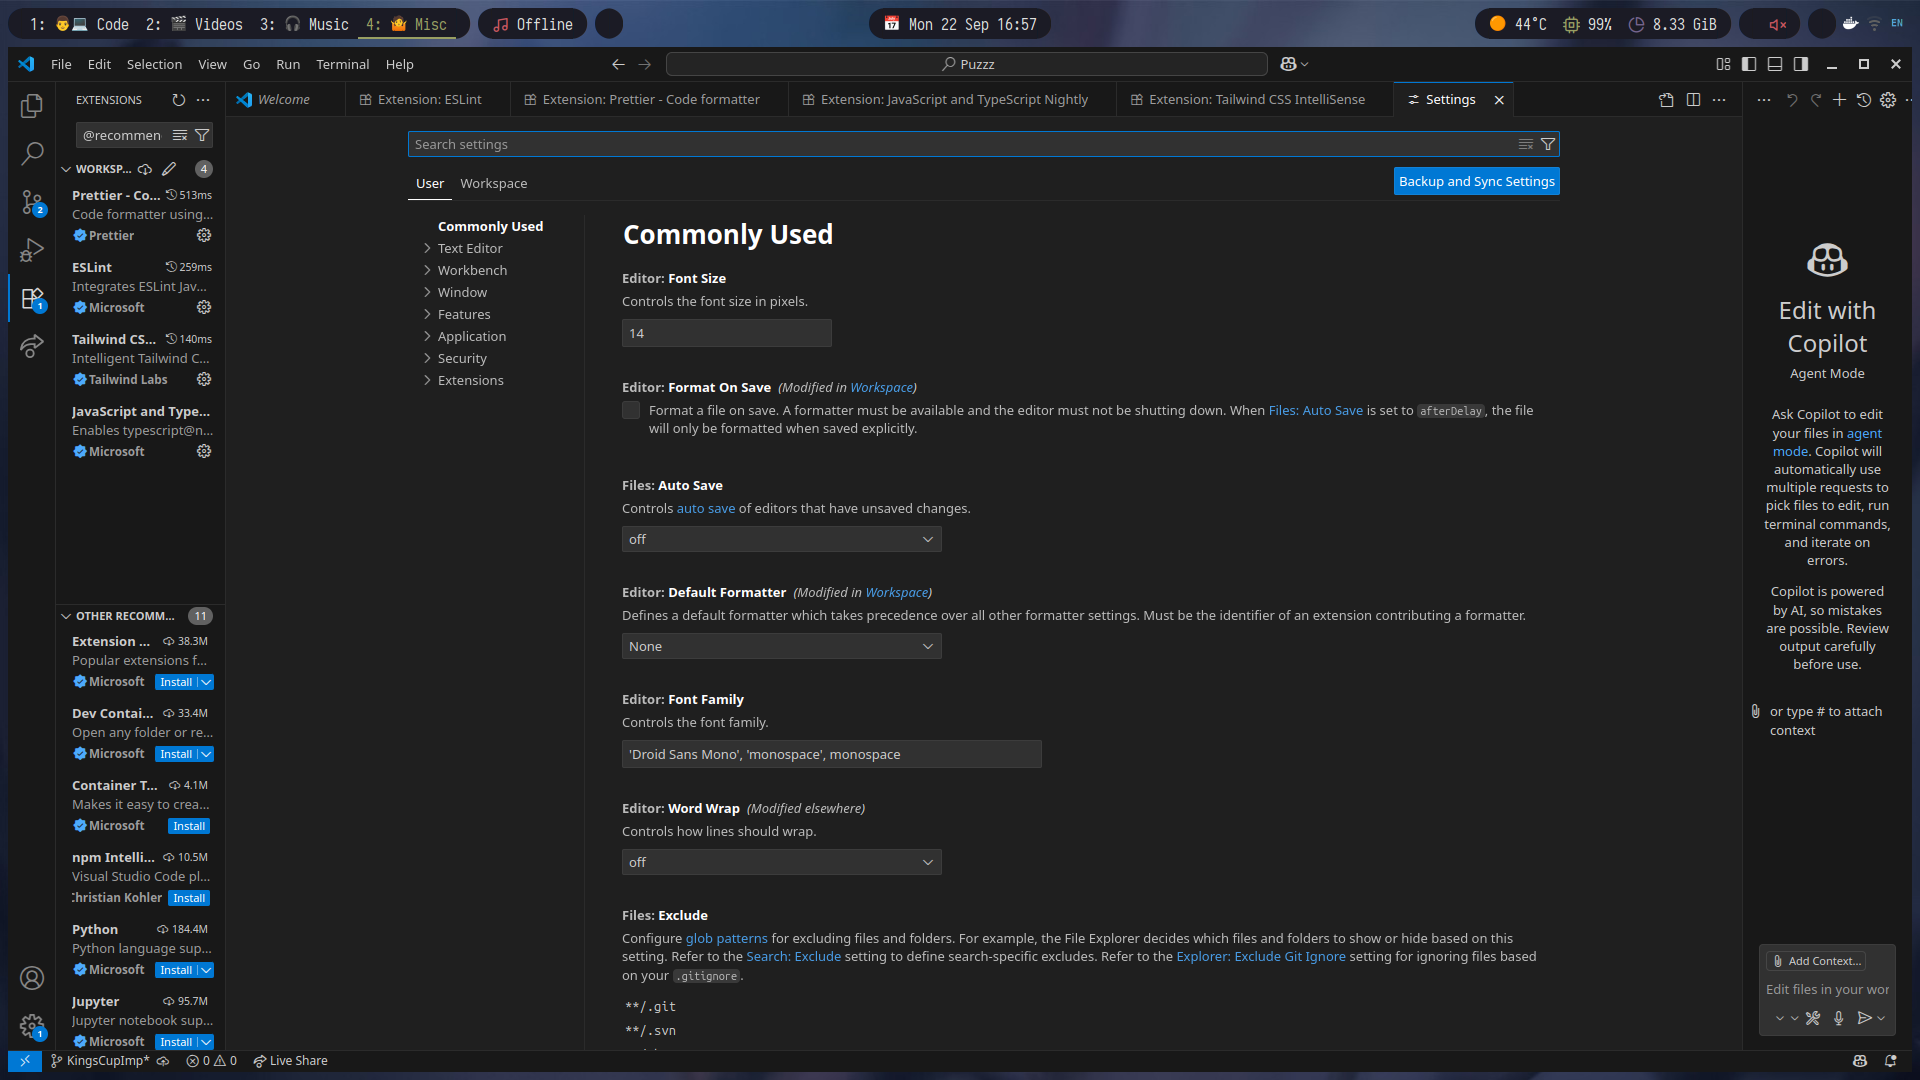 1: Code 2: Videos 3: Music 4: Misc
Offline
Mon 22 Sep 16:57
44°C 99% 8.33 GiB
EN
File Edit Selection View Go Run Terminal Help
Puzzz
EXTENSIONS
Welcome
Extension: ESLint
Extension: Prettier - Code formatter
Extension: JavaScript and TypeScript Nightly
Extension: Tailwind CSS IntelliSense
Settings
@recommen
WORKSP... 4
Prettier - Co... 513ms
Code formatter using...
Prettier
ESLint 259ms
Integrates ESLint Jav...
Microsoft
Tailwind CS... 140ms
Intelligent Tailwind C...
Tailwind Labs
JavaScript and Type...
Enables typescript@n...
Microsoft
2
1
OTHER RECOMM... 11
Extension ... 38.3M
Popular extensions f...
Microsoft Install
Dev Contai... 33.4M
Open any folder or re...
Microsoft Install
Container T... 4.1M
Makes it easy to crea...
Microsoft Install
npm Intelli... 10.5M
Visual Studio Code pl...
Christian Kohler Install
Python 184.4M
Python language sup...
Microsoft Install
Jupyter 95.7M
Jupyter notebook sup...
Microsoft Install
1
Search settings
User Workspace
Backup and Sync Settings
Commonly Used
Text Editor
Workbench
Window
Features
Application
Security
Extensions
Commonly Used
Editor: Font Size
Controls the font size in pixels.
14
Editor: Format On Save (Modified in Workspace)
Format a file on save. A formatter must be available and the editor must not be shutting down. When Files: Auto Save is set to afterDelay, the file
will only be formatted when saved explicitly.
Files: Auto Save
Controls auto save of editors that have unsaved changes.
off
Editor: Default Formatter (Modified in Workspace)
Defines a default formatter which takes precedence over all other formatter settings. Must be the identifier of an extension contributing a formatter.
None
Editor: Font Family
Controls the font family.
'Droid Sans Mono', 'monospace', monospace
Editor: Word Wrap (Modified elsewhere)
Controls how lines should wrap.
off
Files: Exclude
Configure glob patterns for excluding files and folders. For example, the File Explorer decides which files and folders to show or hide based on this
setting. Refer to the Search: Exclude setting to define search-specific excludes. Refer to the Explorer: Exclude Git Ignore setting for ignoring files based
on your .gitignore.
**/.git
**/.svn
Edit with
Copilot
Agent Mode
Ask Copilot to edit
your files in agent
mode. Copilot will
automatically use
multiple requests to
pick files to edit, run
terminal commands,
and iterate on
errors.
Copilot is powered
by AI, so mistakes
are possible. Review
output carefully
before use.
or type # to attach
context
Add Context...
Edit files in your wor
KingsCupImp* 0 0 Live Share